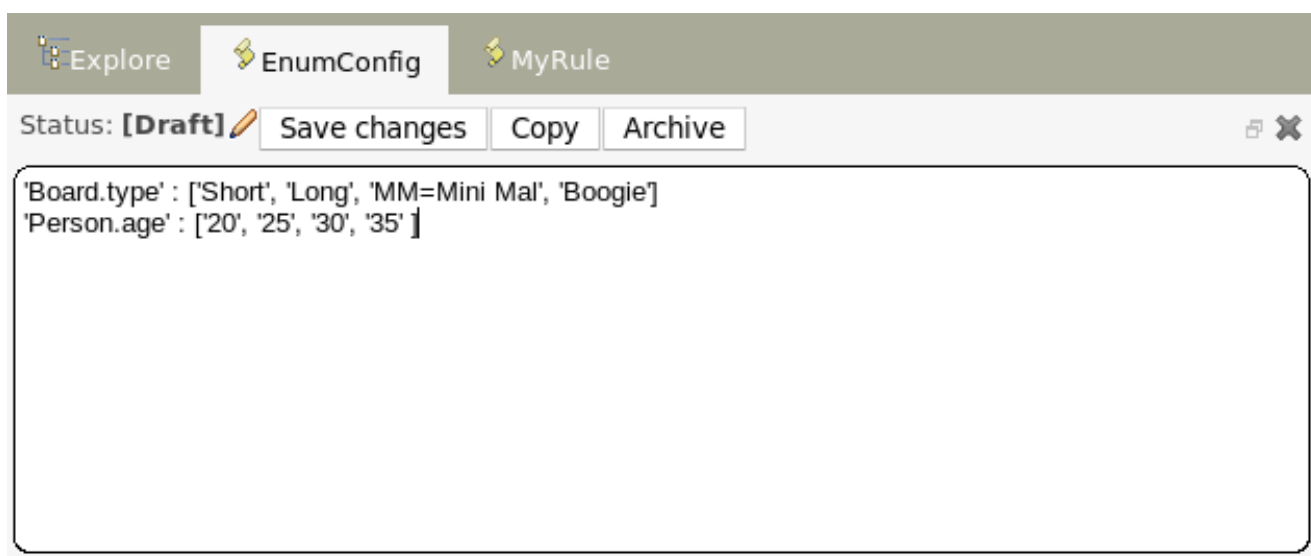 Explore EnumConfig MyRule
Status: [Draft] Save changes Copy Archive
'Board.type' : ['Short', 'Long', 'MM=Mini Mal', 'Boogie']
'Person.age' : ['20', '25', '30', '35' ]